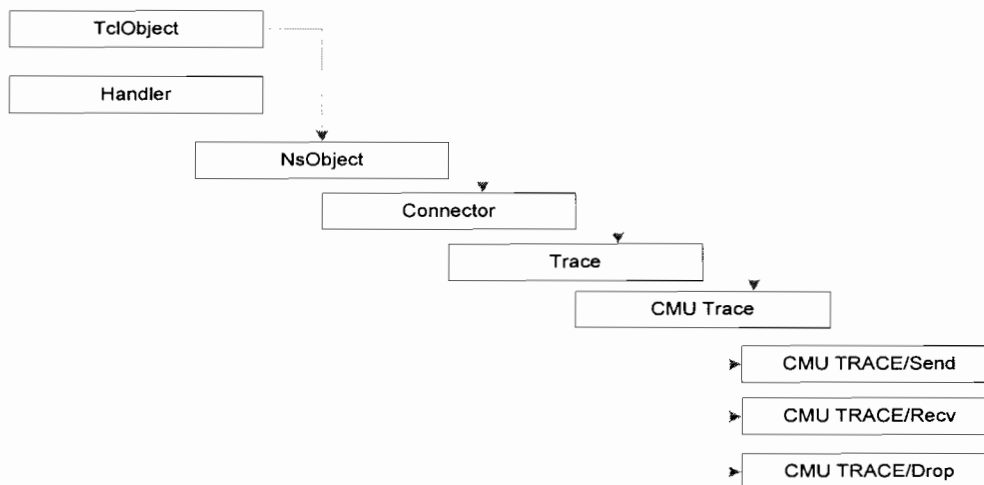 TclObject
Handler
NsObject
Connector
Trace
CMU Trace
CMU TRACE/Send
CMU TRACE/Recv
CMU TRACE/Drop